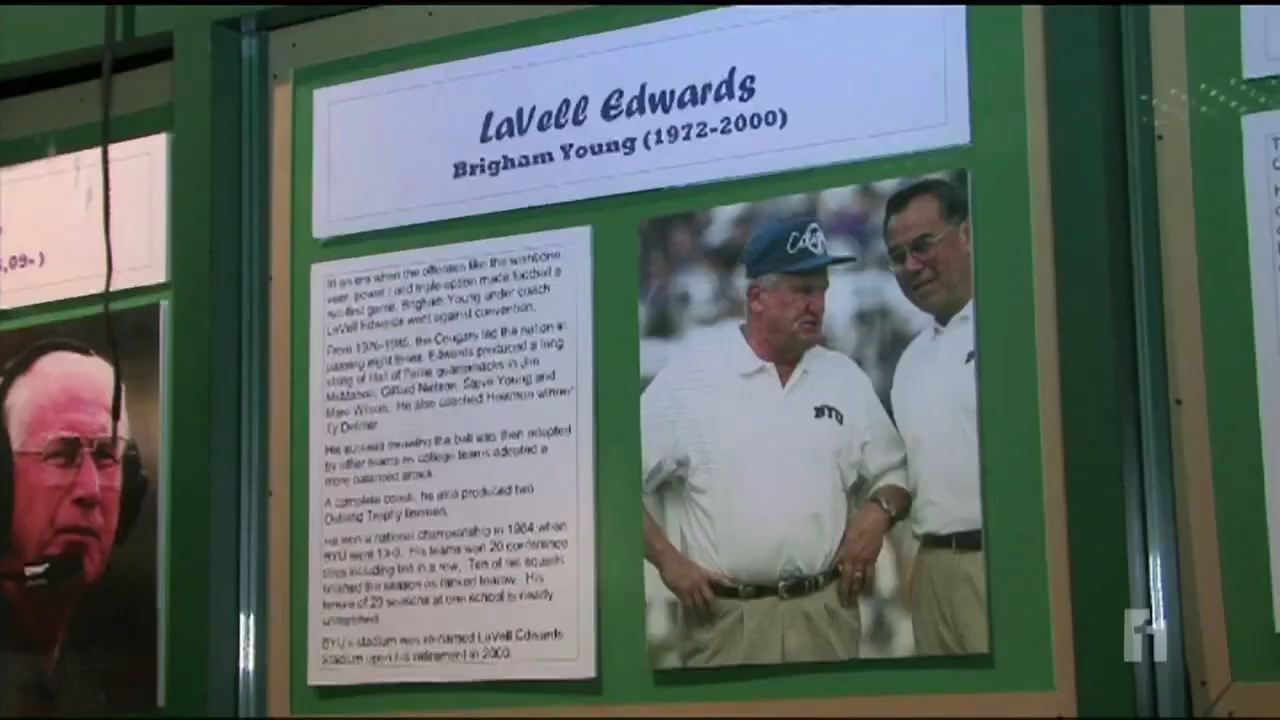 LaVell Edwards
Brigham Young (1972-2000)
,09- )
In an era when the offenses like the wishbone
veer, power I and triple-option made football a
run-first game, Brigham Young under coach
LaVell Edwards went against convention.
From 1976-1985, the Cougars led the nation in
passing eight times. Edwards produced a long
string of Hall of Fame quarterbacks in Jim
McMahon, Gifford Nielsen, Steve Young and
Marc Wilson. He also coached Heisman winner
Ty Detmer.
His success throwing the ball was then adopted
by other teams as college teams adopted a
more balanced attack.
A complete coach, he also produced two
Outland Trophy linemen.
He won a national championship in 1984 when
BYU went 13-0. His teams won 20 conference
titles including ten in a row. Ten of his squads
finished the season as ranked teams. His
tenure of 29 seasons at one school is nearly
unmatched.
BYU's stadium was renamed LaVell Edwards
Stadium upon his retirement in 2000.
Cougars
BYU